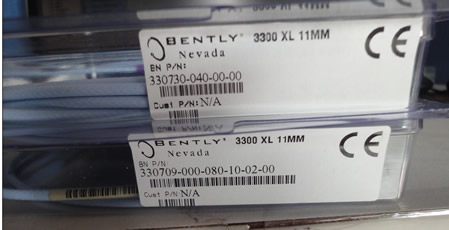 BENTLY® 3300 XL 11MM
Nevada
BN P/N:
330730-040-00-00
Cust P/N: N/A
CE
BENTLY® 3300 XL 11MM
Nevada
BN P/N:
330709-000-080-10-02-00
Cust P/N: N/A
CE